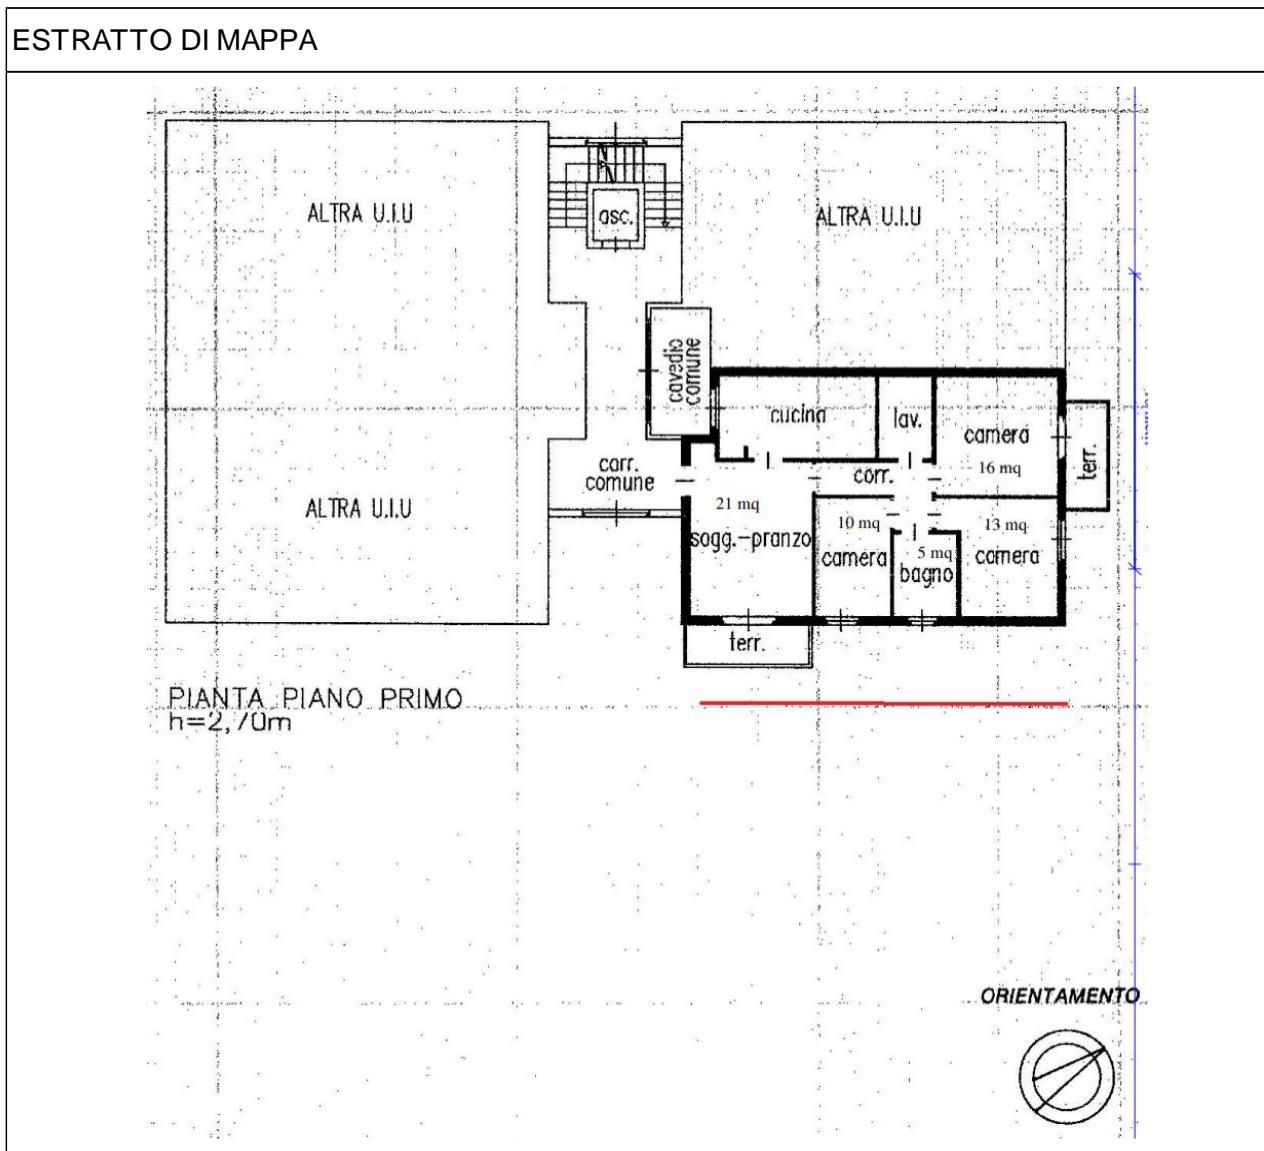 ESTRATTO DI MAPPA
ALTRA U.I.U
asc.
ALTRA U.I.U
cavedio
comune
cucina
lav.
camera
16 mq
terr.
corr.
comune
corr.
ALTRA U.I.U
21 mq
sogg.-pranzo
10 mq
camera
5 mq
bagno
13 mq
camera
terr.
PIANTA PIANO PRIMO
h=2,70m
ORIENTAMENTO